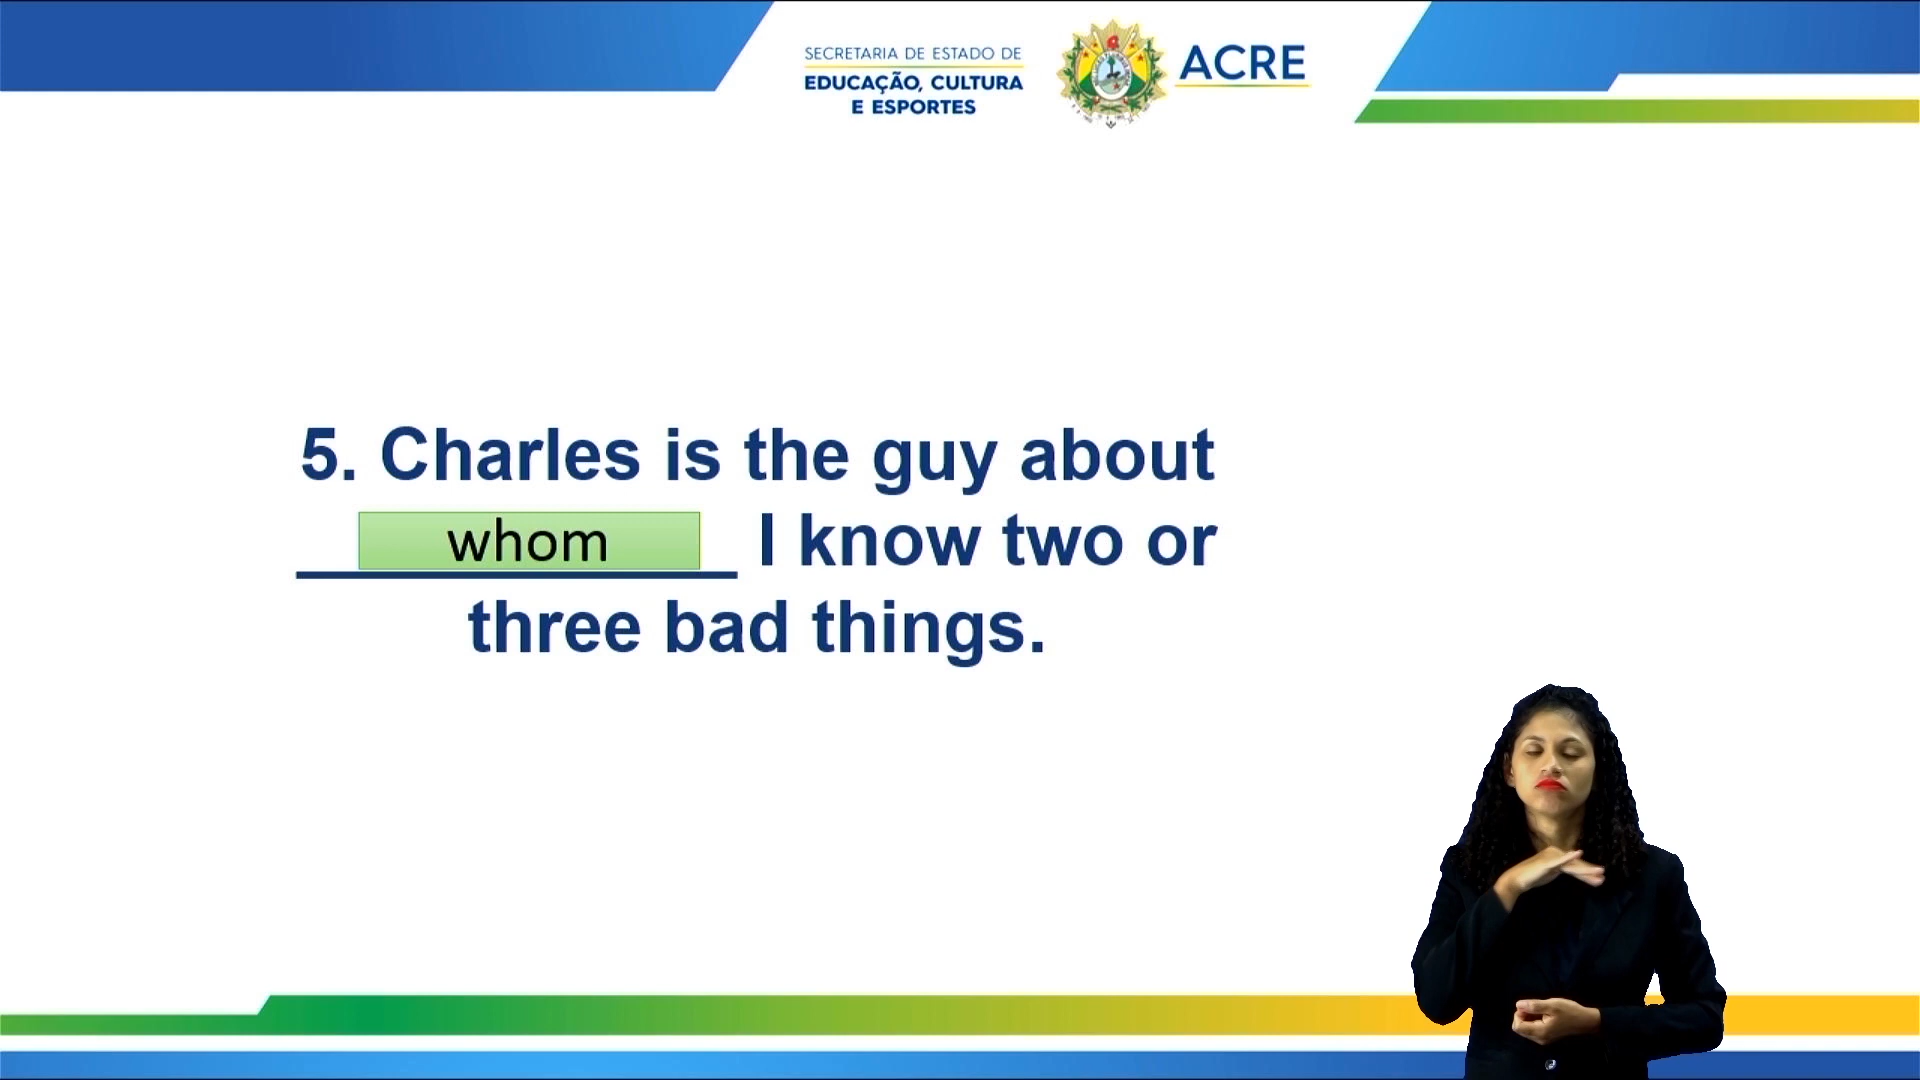 SECRETARIA DE ESTADO DE
EDUCAÇÃO, CULTURA
E ESPORTES
ACRE
5. Charles is the guy about
whom I know two or
three bad things.